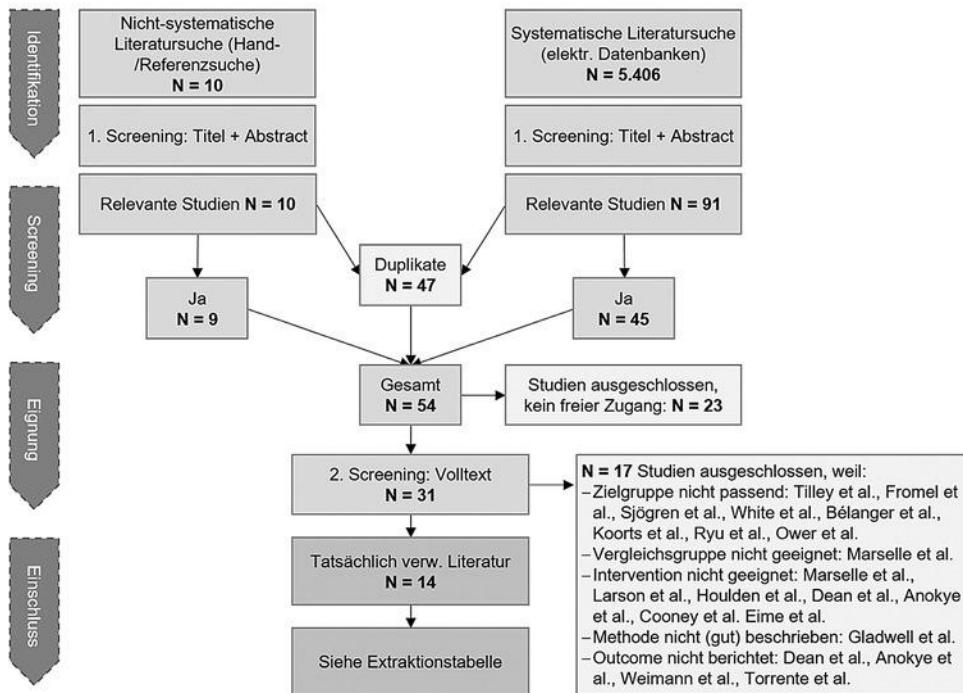 Identifikation
Nicht-systematische
Literatursuche (Hand-
/Referenzsuche)
N = 10
Systematische Literatursuche
(elektr. Datenbanken)
N = 5.406
1. Screening: Titel + Abstract
1. Screening: Titel + Abstract
Screening
Relevante Studien N = 10
Relevante Studien N = 91
Duplikate
N = 47
Ja
N = 9
Ja
N = 45
Eignung
Gesamt
N = 54
Studien ausgeschlossen,
kein freier Zugang: N = 23
2. Screening: Volltext
N = 31
N = 17 Studien ausgeschlossen, weil:
–Zielgruppe nicht passend: Tilley et al., Fromel et
al., Sjögren et al., White et al., Bélanger et al.,
Koorts et al., Ryu et al., Ower et al.
–Vergleichsgruppe nicht geeignet: Marselle et al.
–Intervention nicht geeignet: Marselle et al.,
Larson et al., Houlden et al., Dean et al., Anokye
et al., Cooney et al. Eime et al.
–Methode nicht (gut) beschrieben: Gladwell et al.
–Outcome nicht berichtet: Dean et al., Anokye et
al., Weimann et al., Torrente et al.
Einschluss
Tatsächlich verw. Literatur
N = 14
Siehe Extraktionstabelle